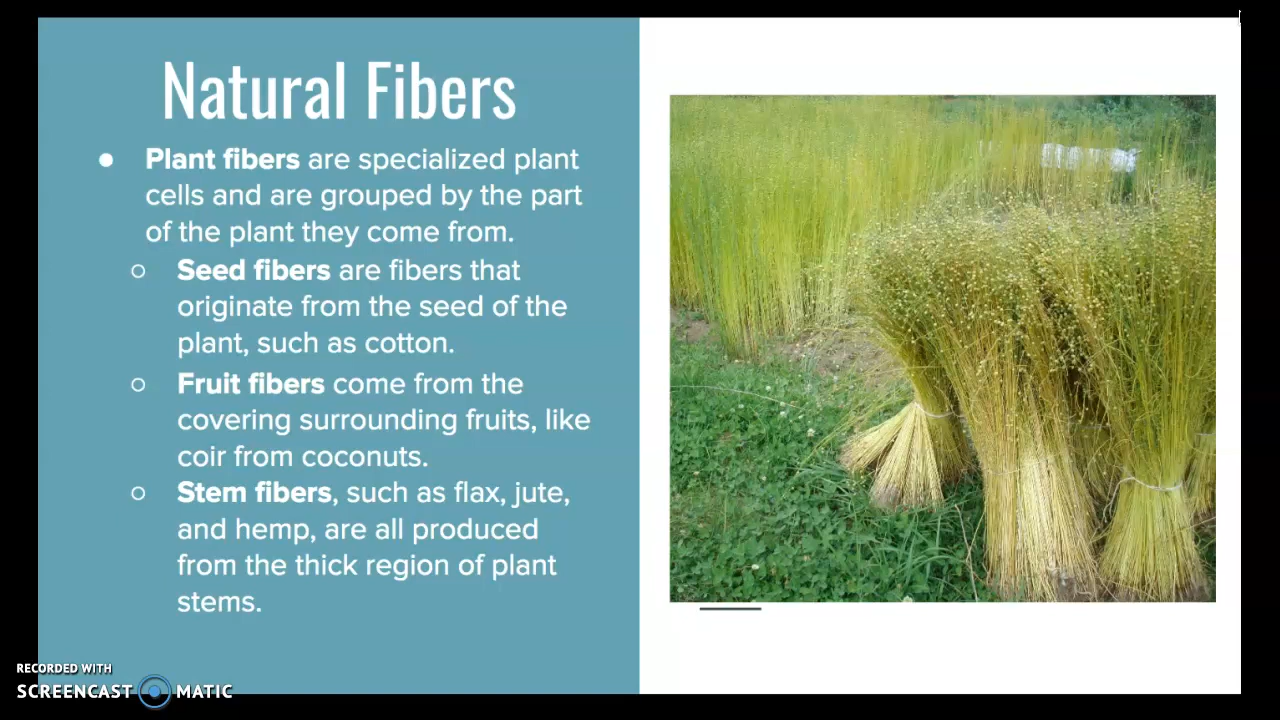 Natural Fibers
● Plant fibers are specialized plant
cells and are grouped by the part
of the plant they come from.
○ Seed fibers are fibers that
originate from the seed of the
plant, such as cotton.
○ Fruit fibers come from the
covering surrounding fruits, like
coir from coconuts.
○ Stem fibers, such as flax, jute,
and hemp, are all produced
from the thick region of plant
stems.
RECORDED WITH
SCREENCAST MATIC